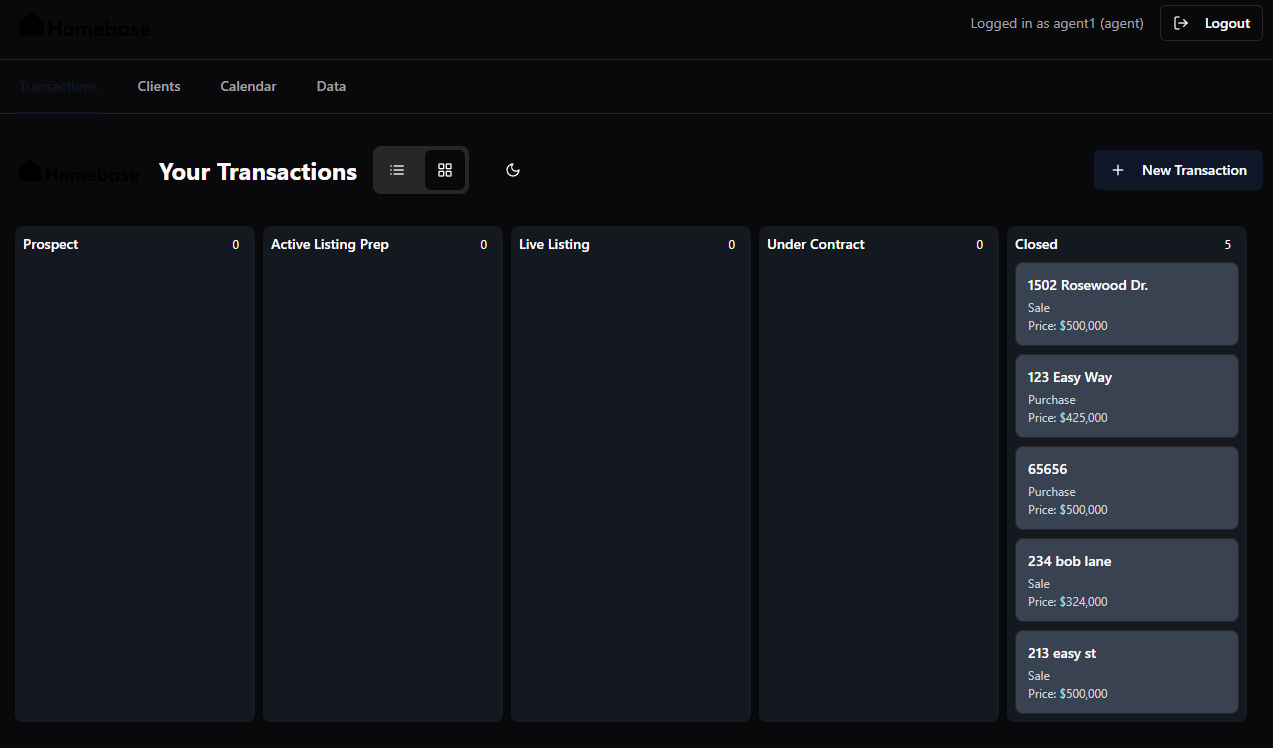 Homebase
Logged in as agent1 (agent)
Logout
Transactions
Clients
Calendar
Data
Homebase
Your Transactions
New Transaction
Prospect 0
Active Listing Prep 0
Live Listing 0
Under Contract 0
Closed 5
1502 Rosewood Dr.
Sale
Price: $500,000
123 Easy Way
Purchase
Price: $425,000
65656
Purchase
Price: $500,000
234 bob lane
Sale
Price: $324,000
213 easy st
Sale
Price: $500,000